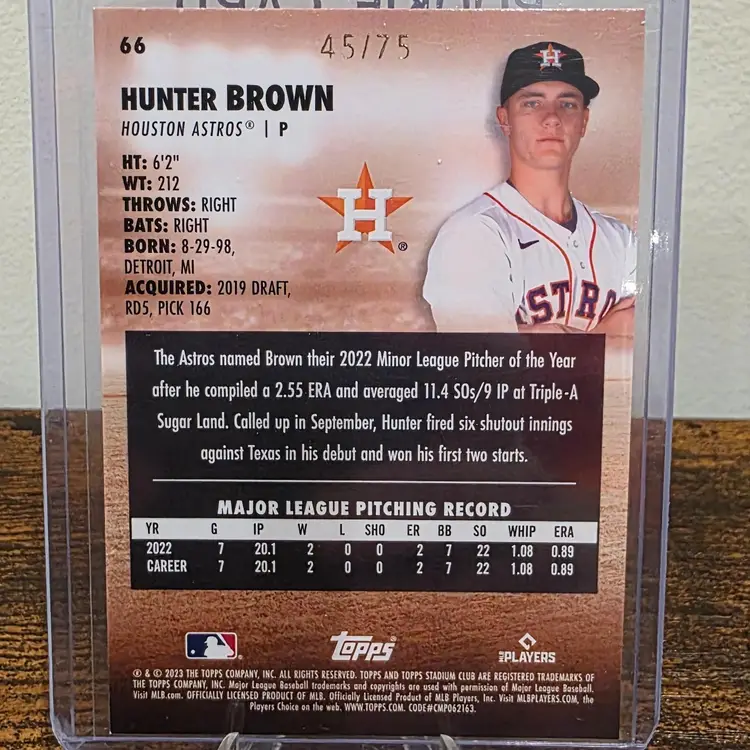 66
45/75
HUNTER BROWN
HOUSTON ASTROS® | P
HT: 6'2"
WT: 212
THROWS: RIGHT
BATS: RIGHT
BORN: 8-29-98,
DETROIT, MI
ACQUIRED: 2019 DRAFT,
RD5, PICK 166
H
H ®
ASTRO
The Astros named Brown their 2022 Minor League Pitcher of the Year
after he compiled a 2.55 ERA and averaged 11.4 SOs/9 IP at Triple-A
Sugar Land. Called up in September, Hunter fired six shutout innings
against Texas in his debut and won his first two starts.
MAJOR LEAGUE PITCHING RECORD
YR G IP W L SHO ER BB SO WHIP ERA
2022 7 20.1 2 0 0 2 7 22 1.08 0.89
CAREER 7 20.1 2 0 0 2 7 22 1.08 0.89
Topps
MLB PLAYERS
® & © 2023 THE TOPPS COMPANY, INC. ALL RIGHTS RESERVED. TOPPS AND TOPPS STADIUM CLUB ARE REGISTERED TRADEMARKS OF
THE TOPPS COMPANY, INC. Major League Baseball trademarks and copyrights are used with permission of Major League Baseball.
Visit MLB.com. OFFICIALLY LICENSED PRODUCT OF MLB. Officially Licensed Product of MLB Players, Inc. Visit MLBPLAYERS.COM, the
Players Choice on the web. WWW.TOPPS.COM. CODE#CMP062163.